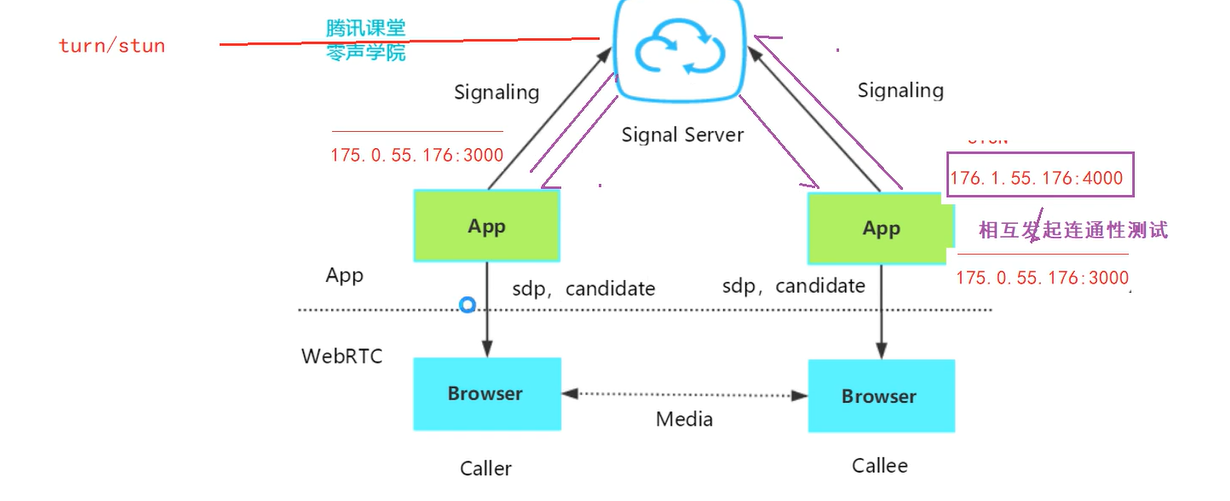 腾讯课堂
turn/stun
零声学院
Signaling
Signaling
Signal Server
175.0.55.176:3000
176.1.55.176:4000
App
App
相互发起连通性测试
175.0.55.176:3000
App
sdp, candidate
sdp, candidate
WebRTC
Browser
Browser
Media
Caller
Callee